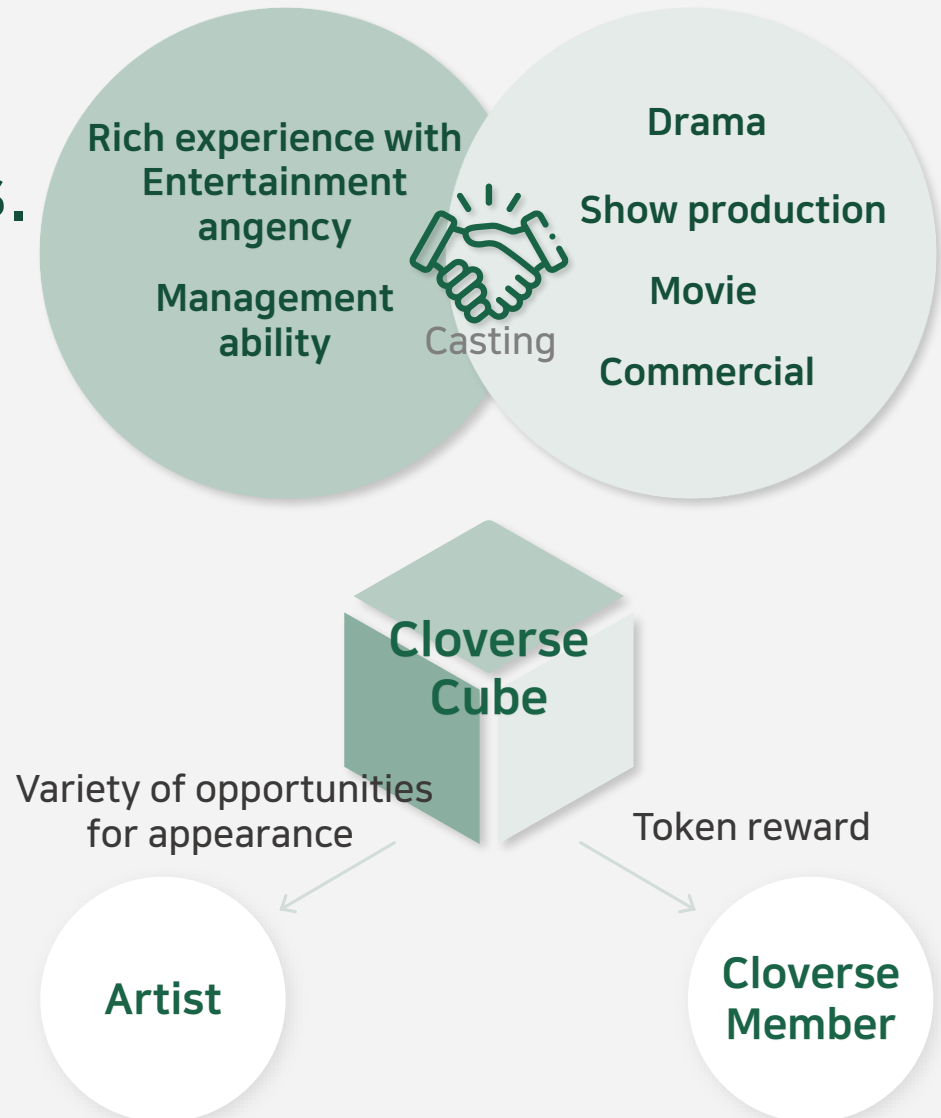 Rich experience with
Entertainment
angency
Management
ability
Casting
Drama
Show production
Movie
Commercial
Cloverse
Cube
Variety of opportunities
for appearance
Token reward
Artist
Cloverse
Member